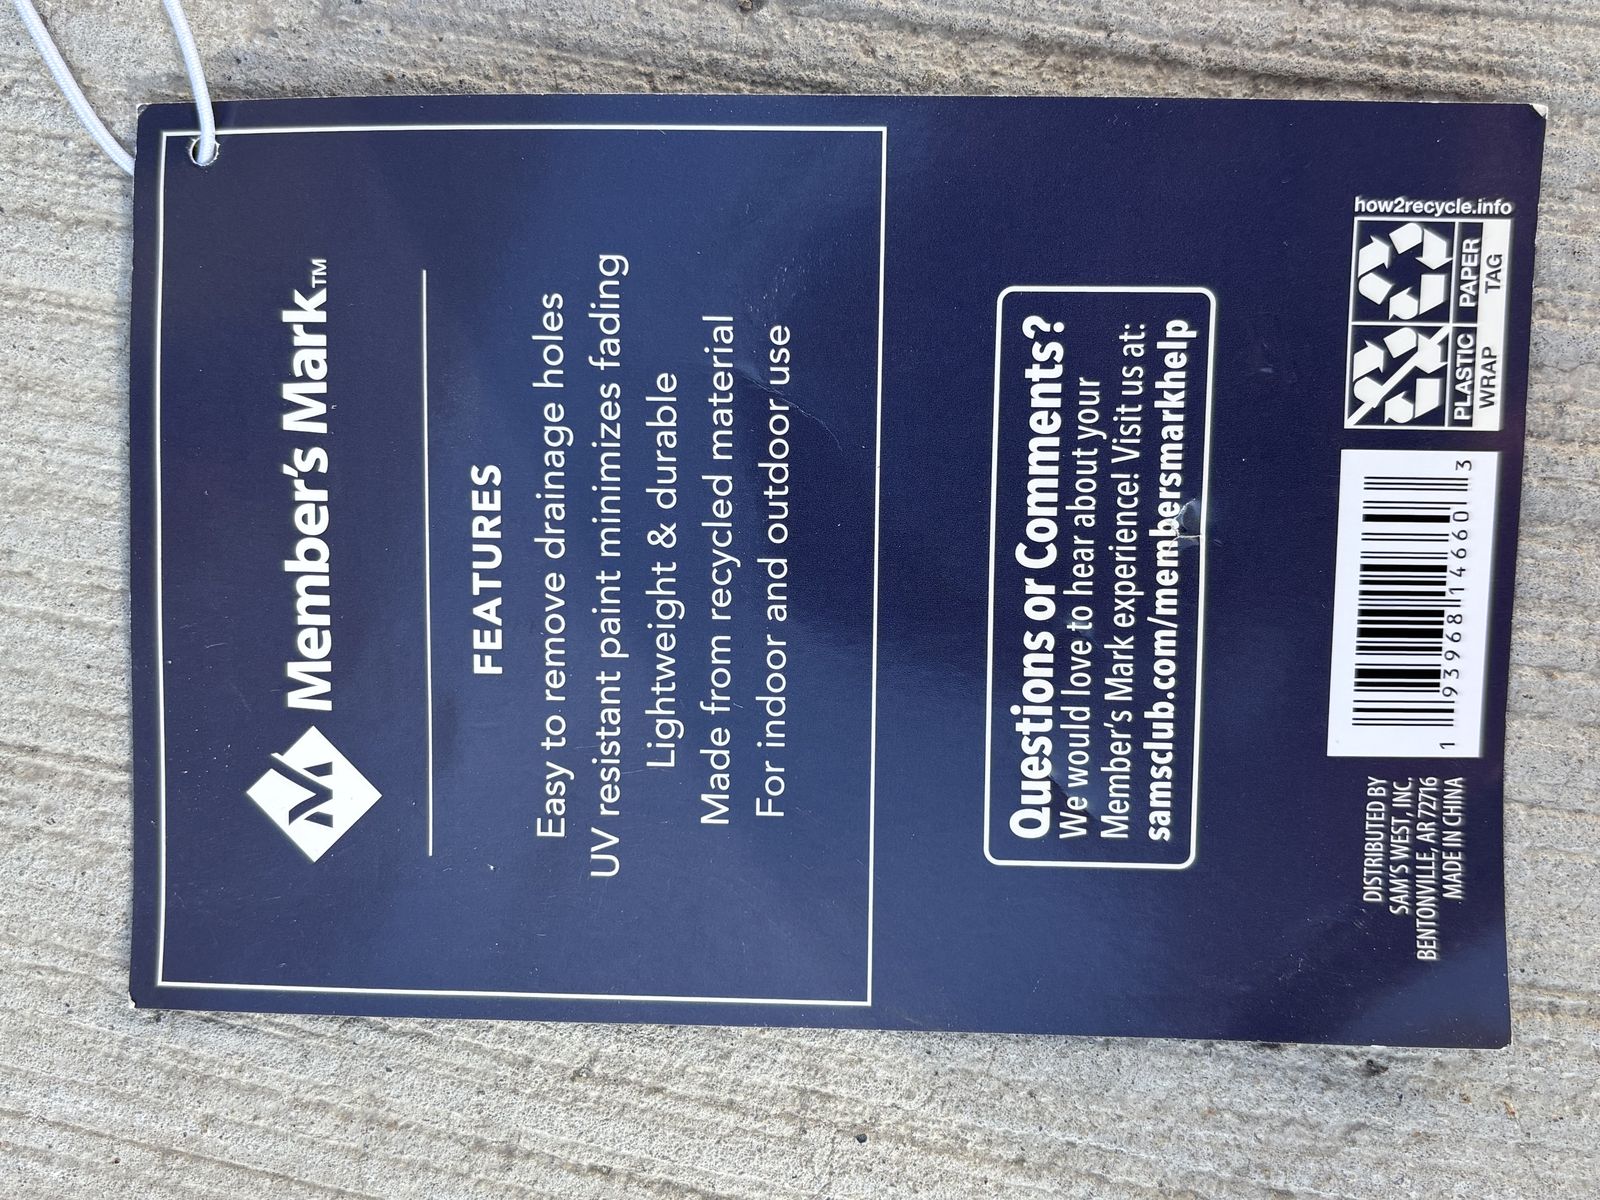 Member's Mark™
FEATURES
Easy to remove drainage holes
UV resistant paint minimizes fading
Lightweight & durable
Made from recycled material
For indoor and outdoor use
Questions or Comments?
We would love to hear about your
Member's Mark experience! Visit us at:
samsclub.com/membersmarkhelp
DISTRIBUTED BY
SAM'S WEST, INC.
BENTONVILLE, AR 72716
MADE IN CHINA
1 93968 14660 3
PLASTIC
WRAP
PAPER
TAG
how2recycle.info